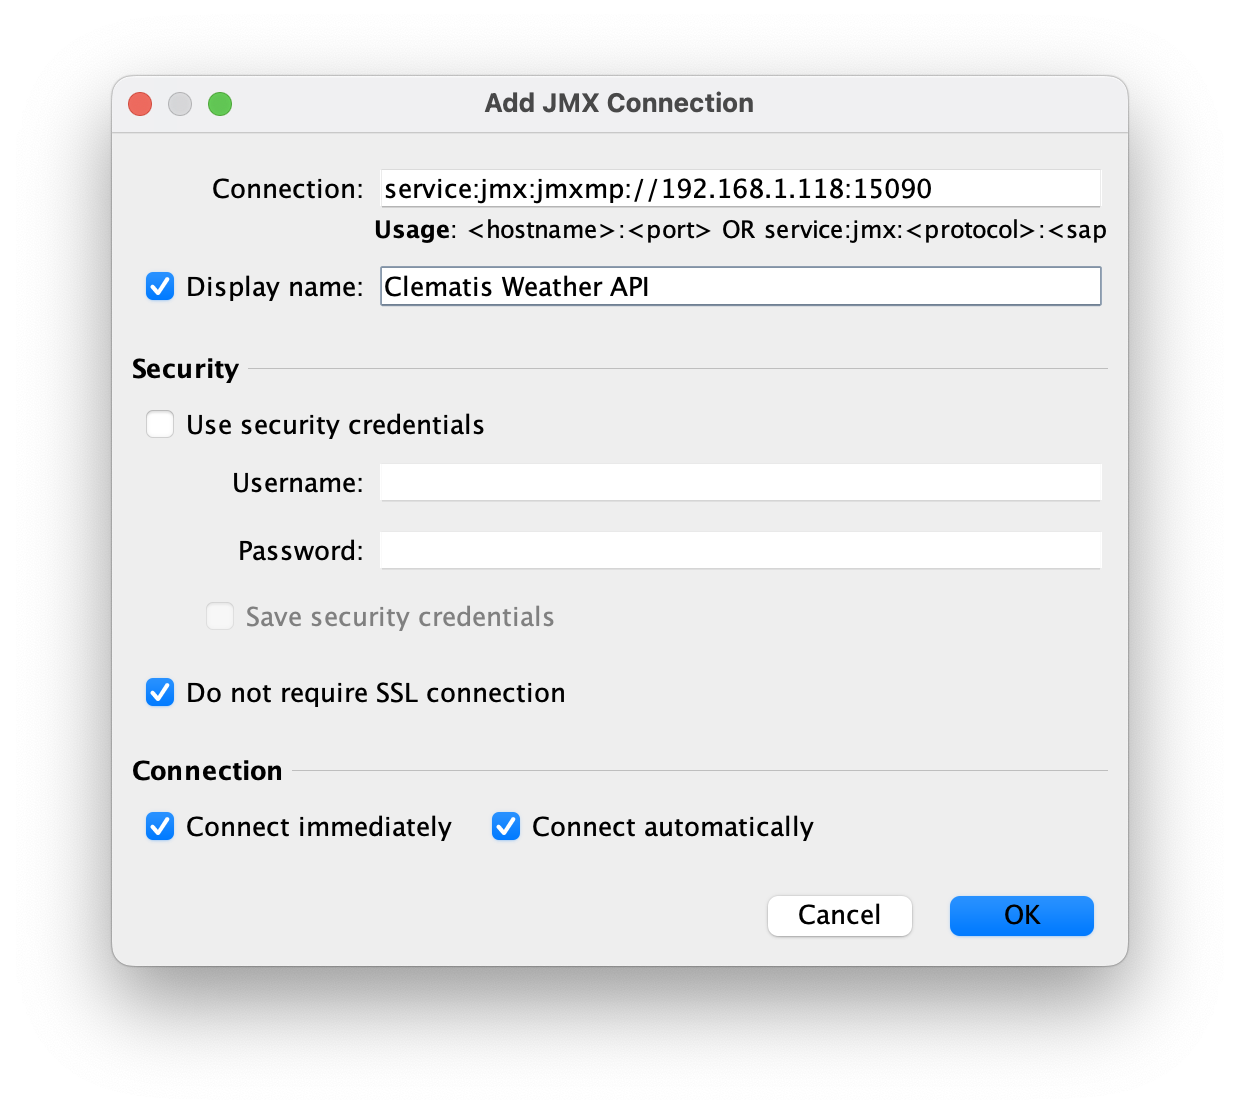 Add JMX Connection
Connection: service:jmx:jmxmp://192.168.1.118:15090
Usage: <hostname>:<port> OR service:jmx:<protocol>:<sap
Display name: Clematis Weather API
Security
Use security credentials
Username:
Password:
Save security credentials
Do not require SSL connection
Connection
Connect immediately Connect automatically
Cancel OK